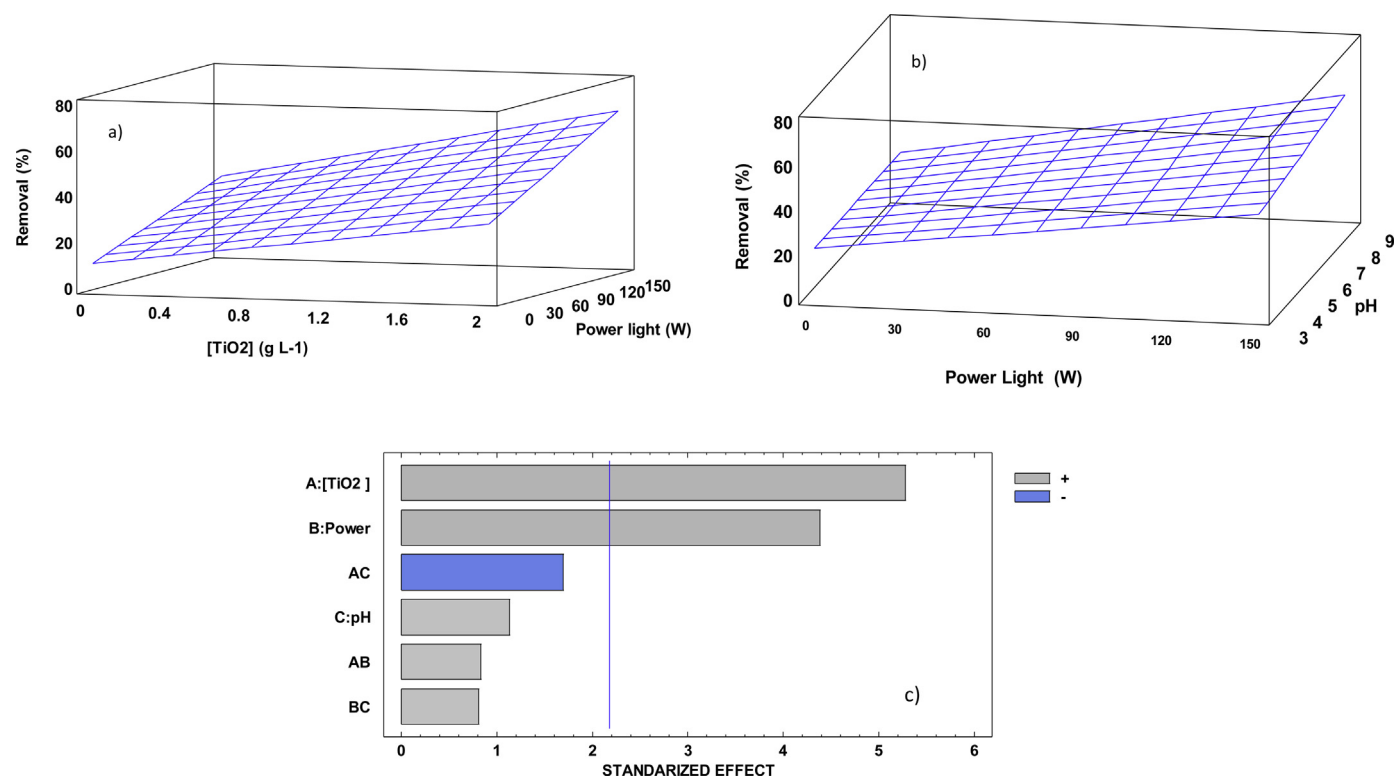 a)
Removal (%)
80
60
40
20
0
0 0.4 0.8 1.2 1.6 2
[TiO2] (g L-1)
0 30 60 90 120 150
Power light (W)
b)
Removal (%)
80
60
40
20
0
0 30 60 90 120 150
Power Light (W)
3 4 5 6 7 8 9
pH
A:[TiO2 ]
B:Power
AC
C:pH
AB
BC
+
-
c)
0 1 2 3 4 5 6
STANDARIZED EFFECT